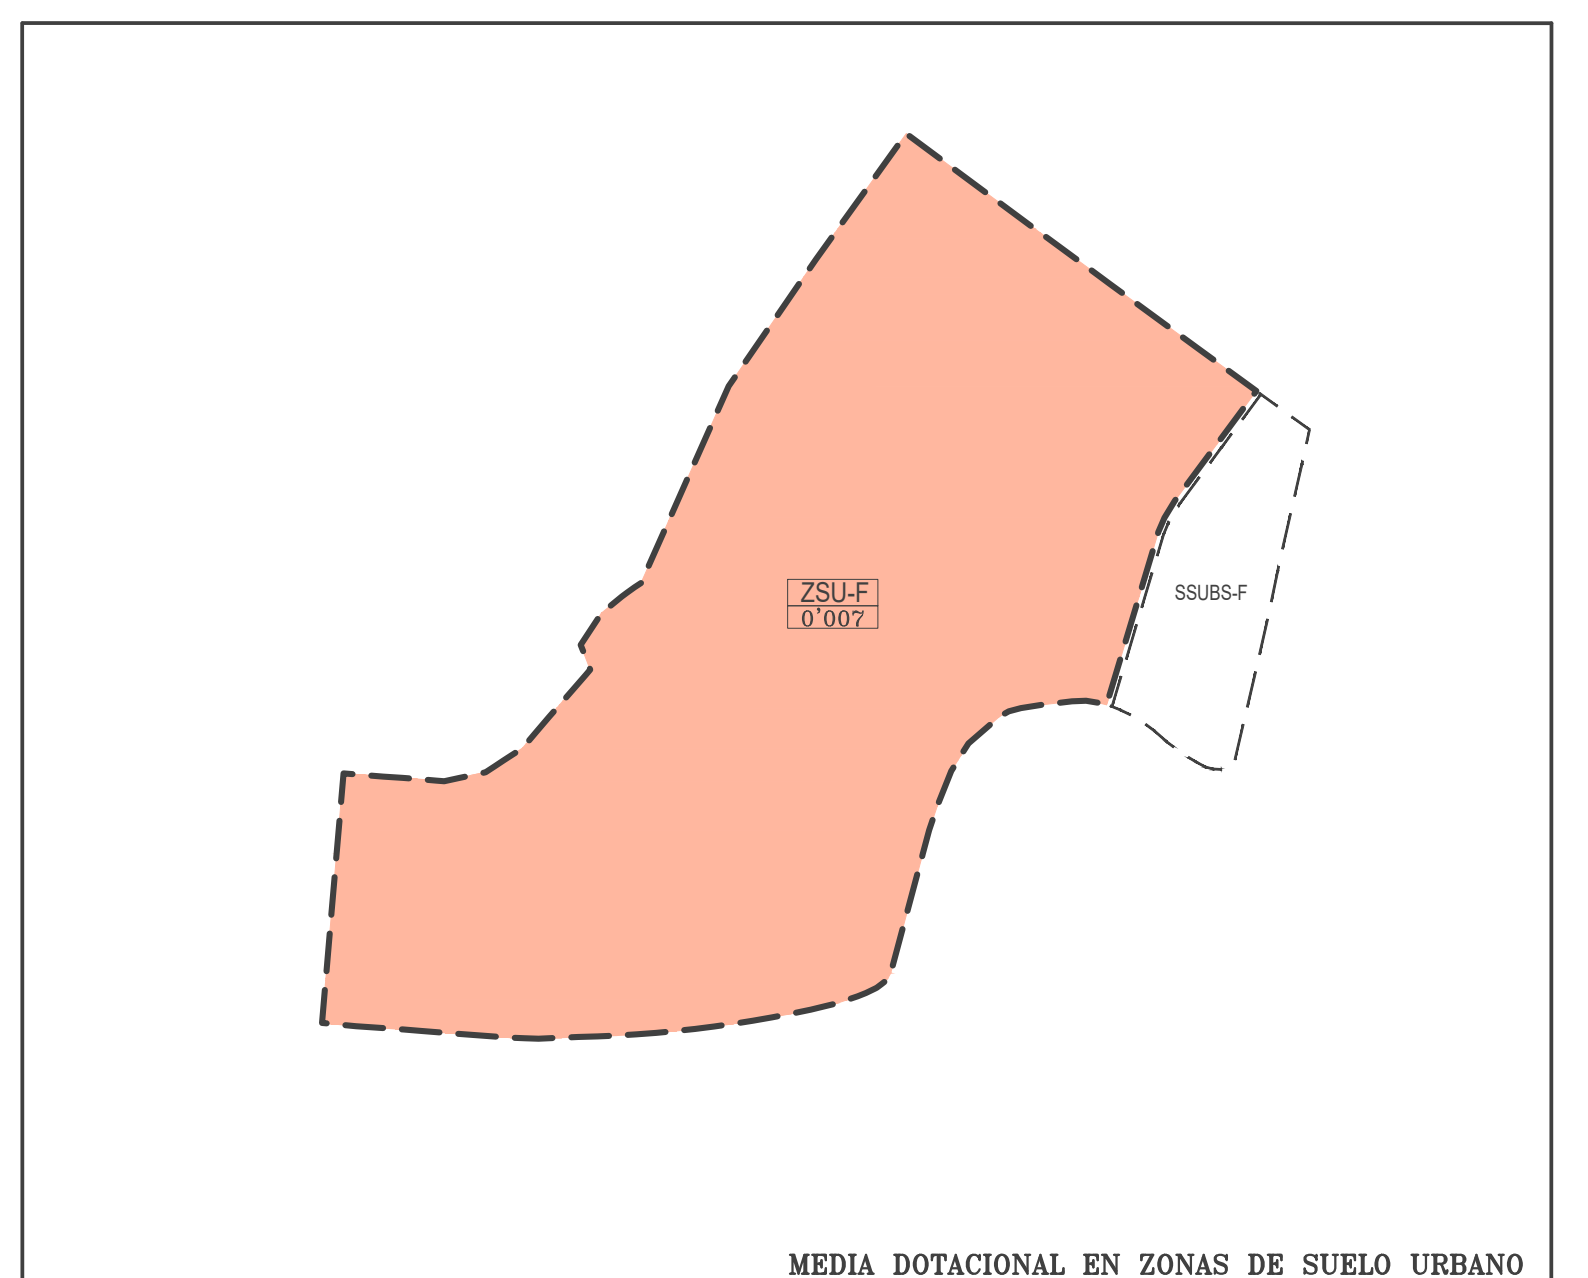 ZSU-F
0'007
SSUBS-F
MEDIA DOTACIONAL EN ZONAS DE SUELO URBANO